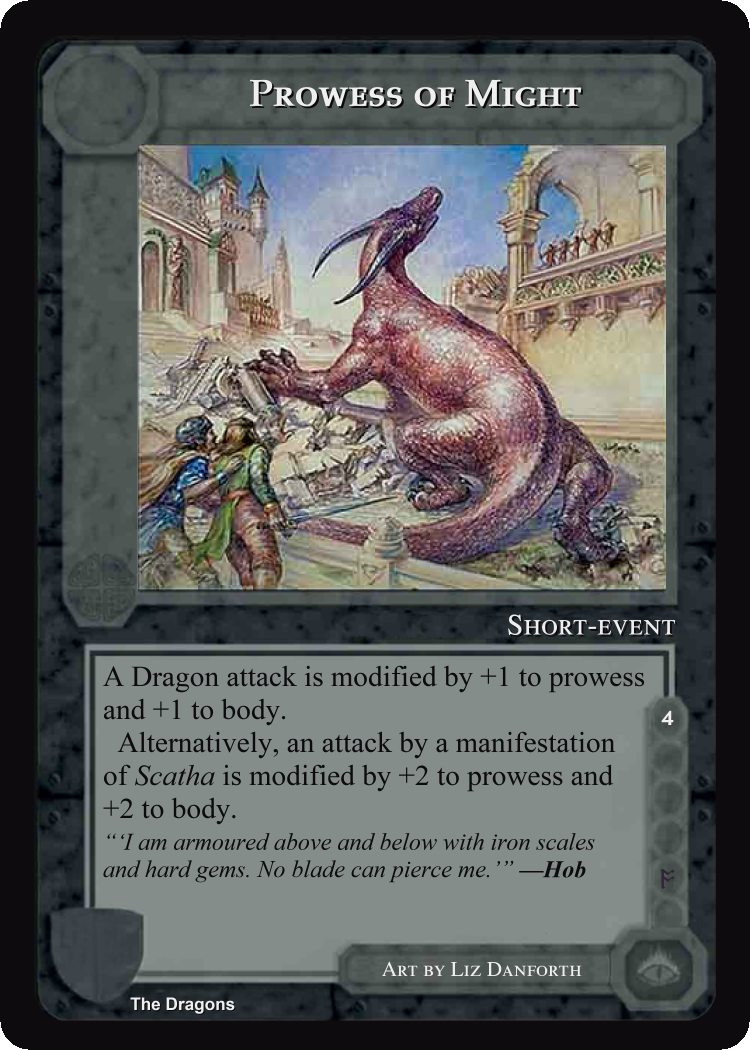 Prowess of Might
Short-event
A Dragon attack is modified by +1 to prowess
and +1 to body.
Alternatively, an attack by a manifestation
of Scatha is modified by +2 to prowess and
+2 to body.
“‘I am armoured above and below with iron scales
and hard gems. No blade can pierce me.’” —Hob
4
ᚩ
Art by Liz Danforth
The Dragons